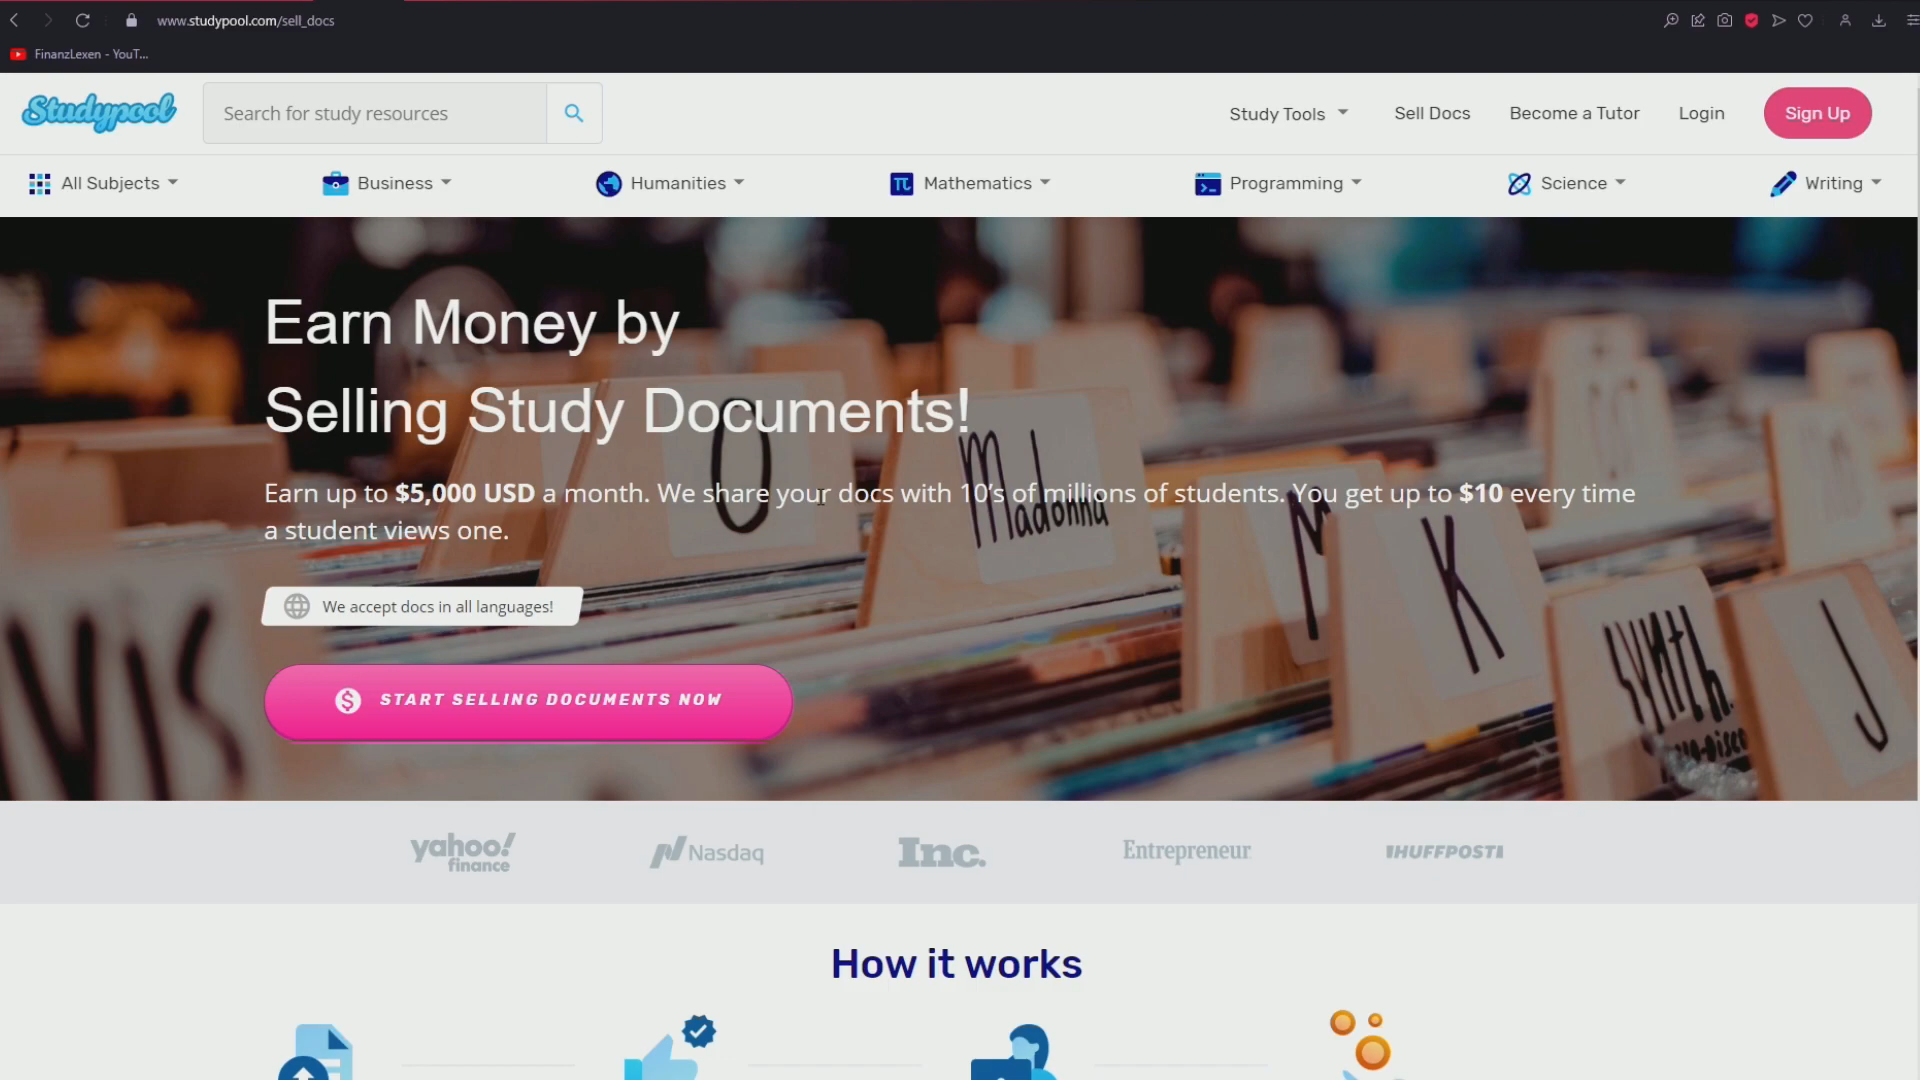 www.studypool.com/sell_docs
FinanzLexen - YouT...
Studypool
Search for study resources
Study Tools
Sell Docs
Become a Tutor
Login
Sign Up
All Subjects
Business
Humanities
Mathematics
Programming
Science
Writing
Earn Money by
Selling Study Documents!
Earn up to $5,000 USD a month. We share your docs with 10's of millions of students. You get up to $10 every time
a student views one.
We accept docs in all languages!
START SELLING DOCUMENTS NOW
O
Madonna
M
K
J
yahoo!
finance
Nasdaq
Inc.
Entrepreneur
HUFFPOST
How it works